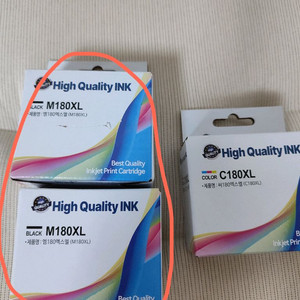 High Quality INK
BLACK M180XL
• 제품명 : 엠180엑스엘 (M180XL)
Best Quality
Inkjet Print Cartridge
High Quality INK
BLACK M180XL
• 제품명 : 엠180엑스엘 (M180XL)
High Quality INK
COLOR C180XL
• 제품명 : 씨180엑스엘 (C180XL)
Best Quality
Inkjet Print Cartridge